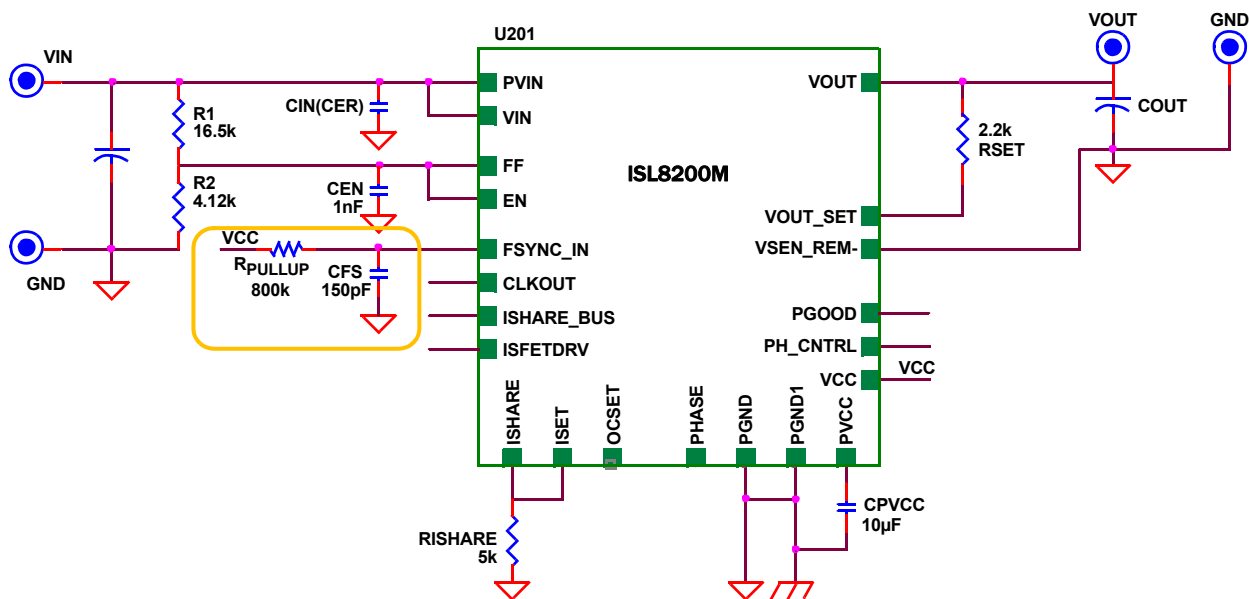 VOUT
GND
U201
VIN
PVIN
VOUT
R1
16.5k
CIN(CER)
COUT
VIN
2.2k
RSET
FF
ISL8200M
R2
4.12k
CEN
1nF
EN
VOUT_SET
VCC
FSYNC_IN
VSEN_REM-
GND
RPULLUP
800k
CFS
150pF
CLKOUT
ISHARE_BUS
PGOOD
ISFETDRV
PH_CNTRL
VCC
VCC
ISHARE
ISET
OCSET
PHASE
PGND
PGND1
PVCC
CPVCC
10µF
RISHARE
5k